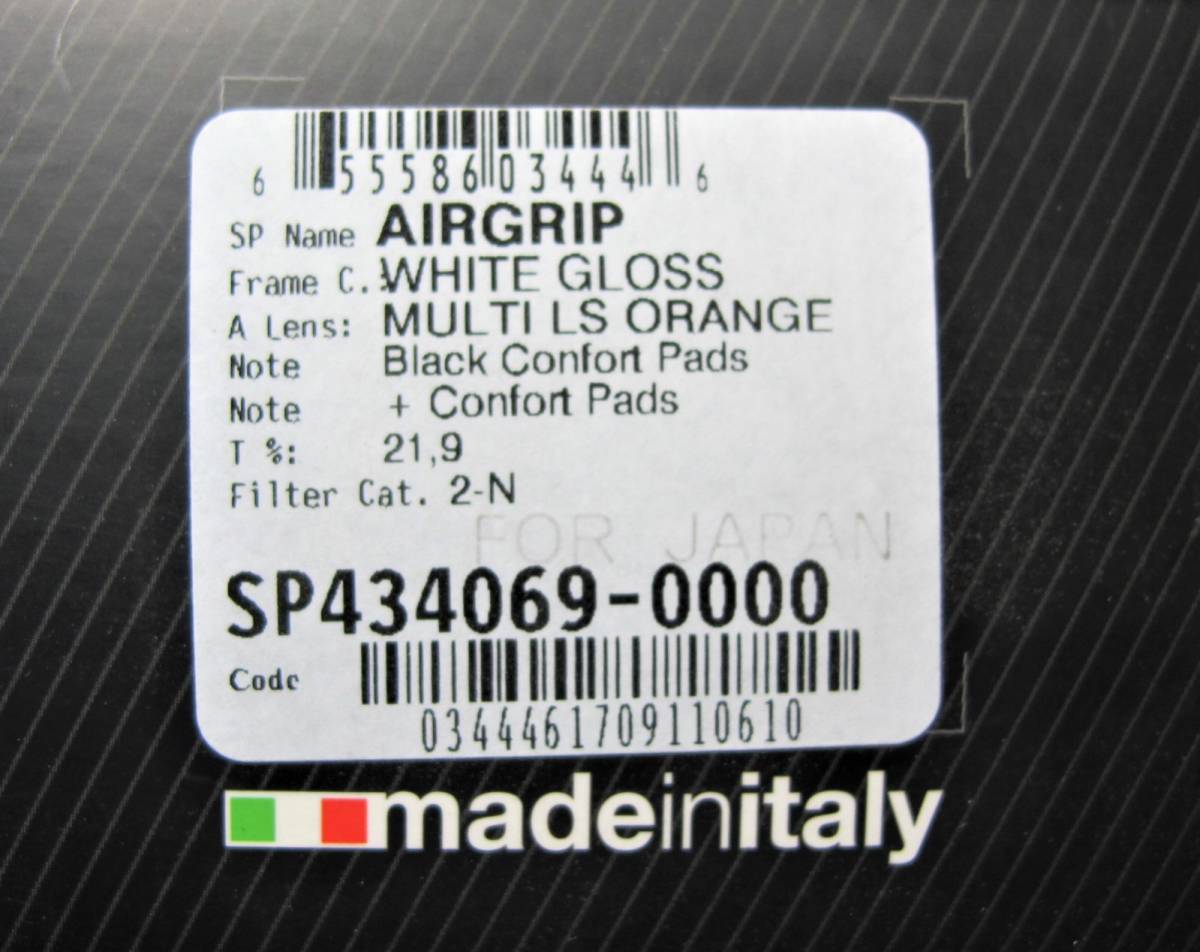 6 55586 03444 6
SP Name AIRGRIP
Frame C.: WHITE GLOSS
A Lens: MULTI LS ORANGE
Note Black Confort Pads
Note + Confort Pads
T %: 21,9
Filter Cat. 2-N
FOR JAPAN
SP434069-0000
Code
0344461709110610
madeinitaly